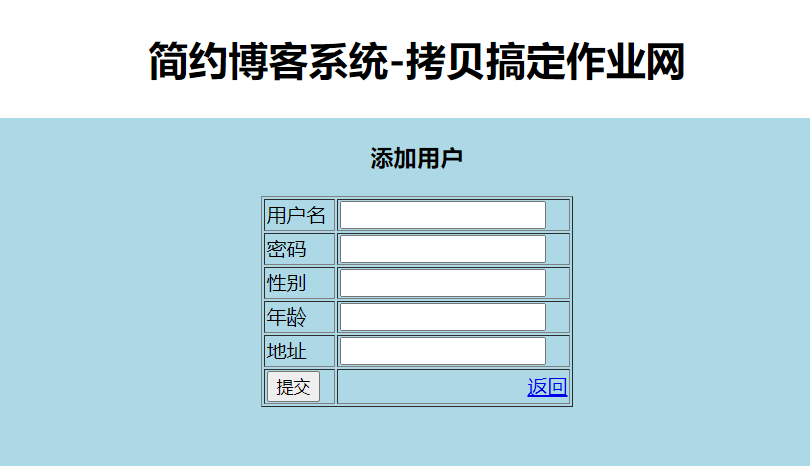 简约博客系统-拷贝搞定作业网
添加用户
用户名
密码
性别
年龄
地址
提交 返回